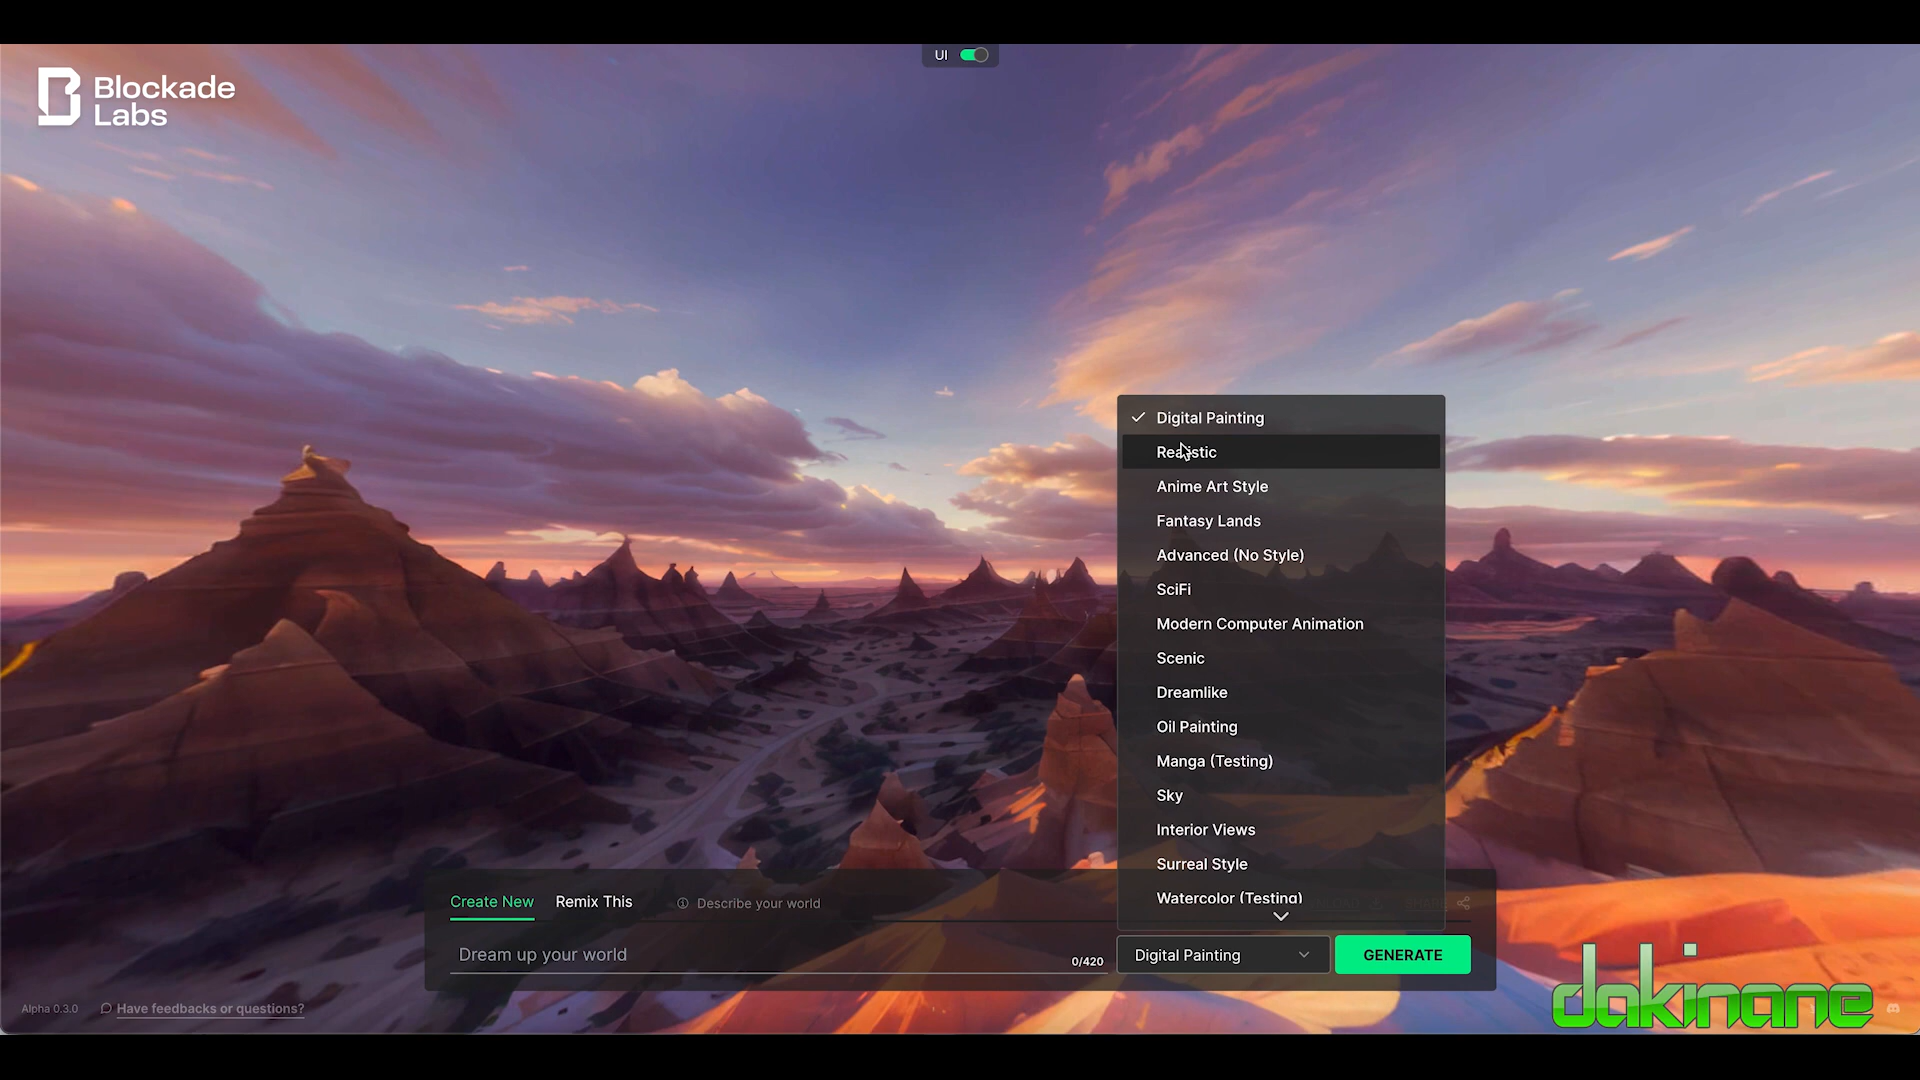 UI
Blockade
Labs
Digital Painting
Realistic
Anime Art Style
Fantasy Lands
Advanced (No Style)
SciFi
Modern Computer Animation
Scenic
Dreamlike
Oil Painting
Manga (Testing)
Sky
Interior Views
Surreal Style
Watercolor (Testing)
Create New
Remix This
Describe your world
Dream up your world
0/420
Digital Painting
GENERATE
Alpha 0.3.0
Have feedbacks or questions?
dakinane